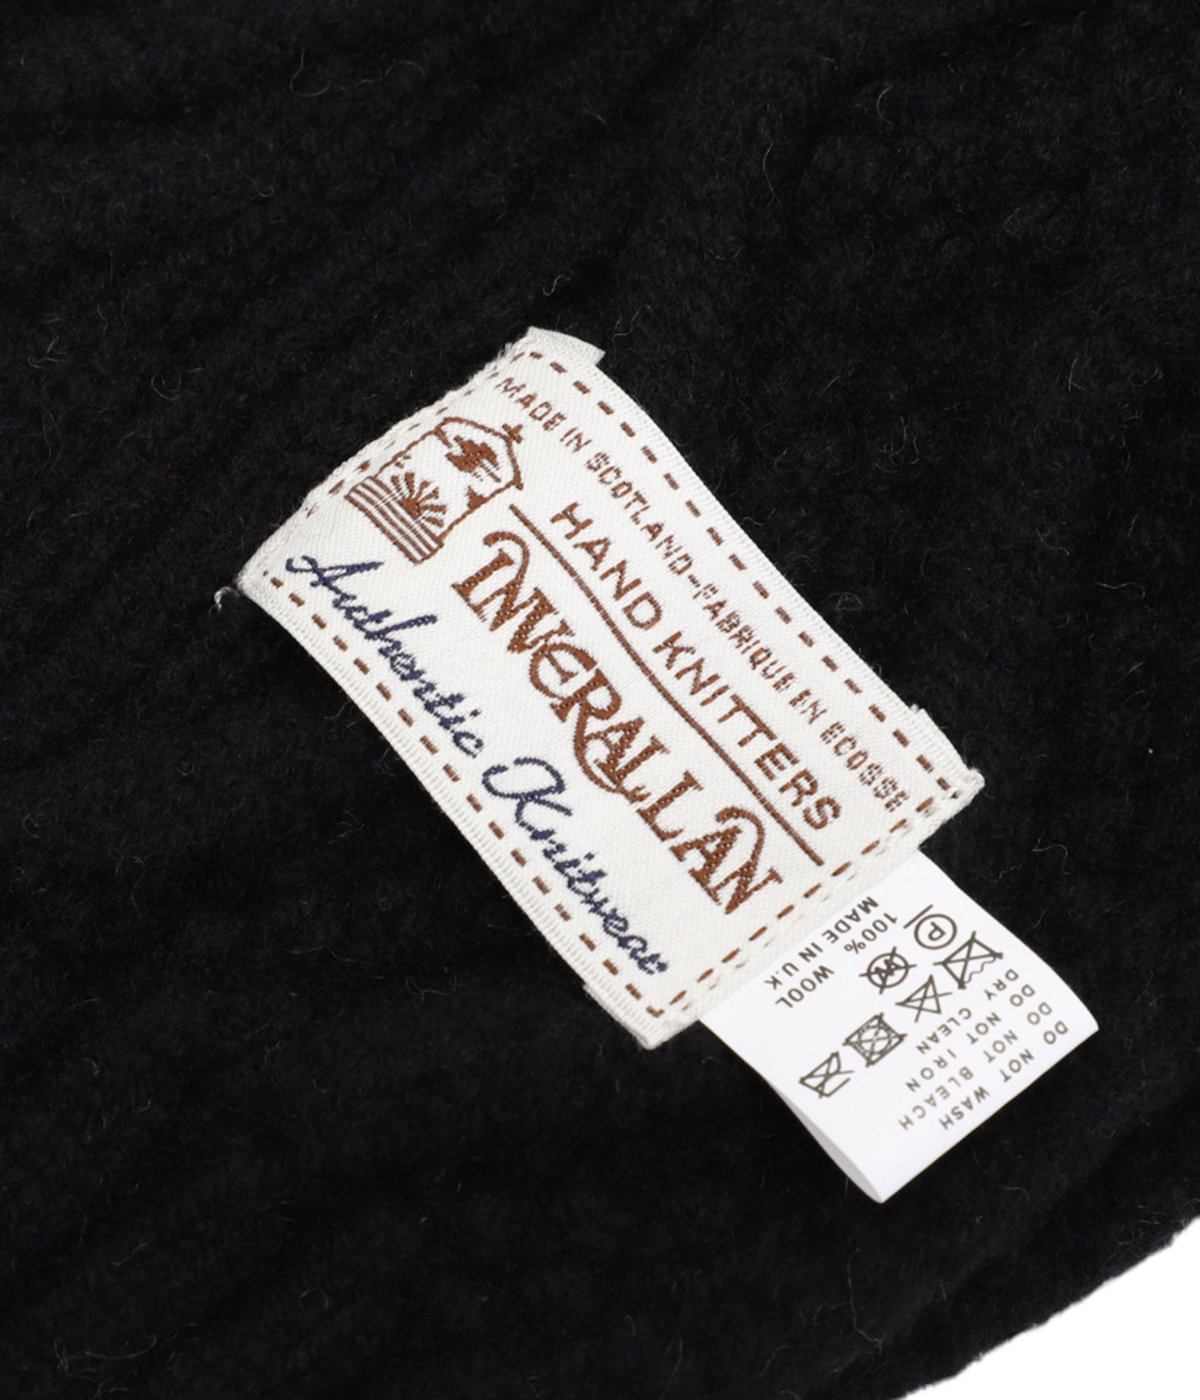 MADE IN SCOTLAND-FABRIQUE EN ECOSSE
HAND KNITTERS
INVERALLAN
Authentic Knitwear
100% WOOL
MADE IN U.K
DO NOT WASH
DO NOT BLEACH
DO NOT IRON
DRY CLEAN
P